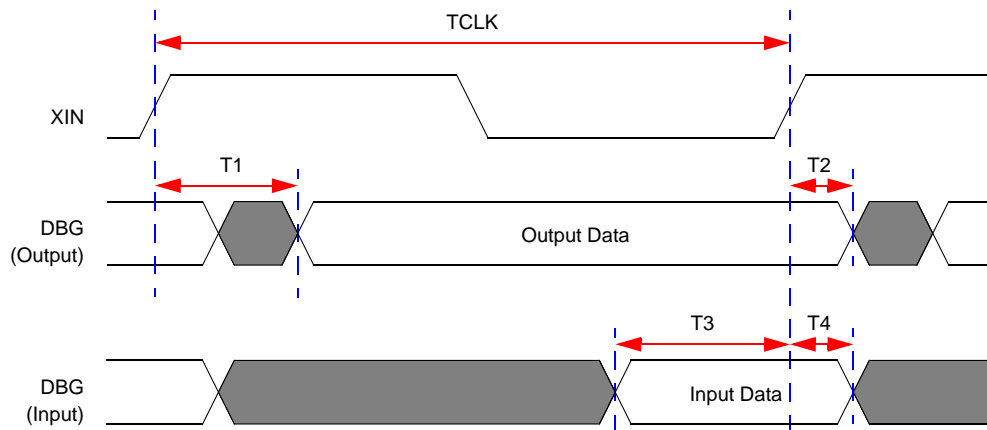 TCLK
XIN
T1
T2
DBG
(Output)
Output Data
T3
T4
DBG
(Input)
Input Data